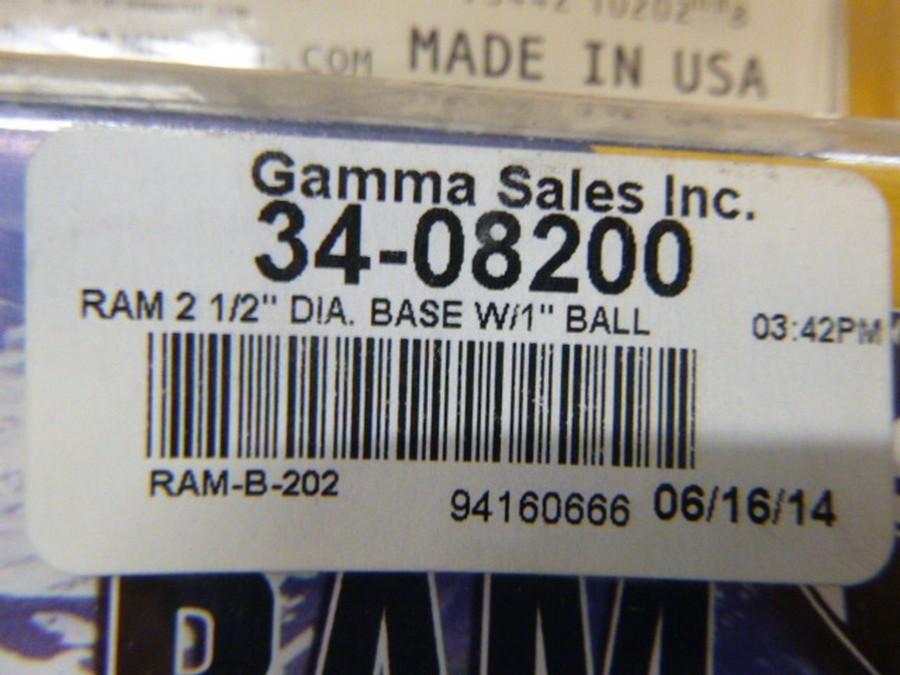 MADE IN USA
Gamma Sales Inc.
34-08200
RAM 2 1/2" DIA. BASE W/1" BALL
03:42PM
RAM-B-202
94160666 06/16/14
RAM